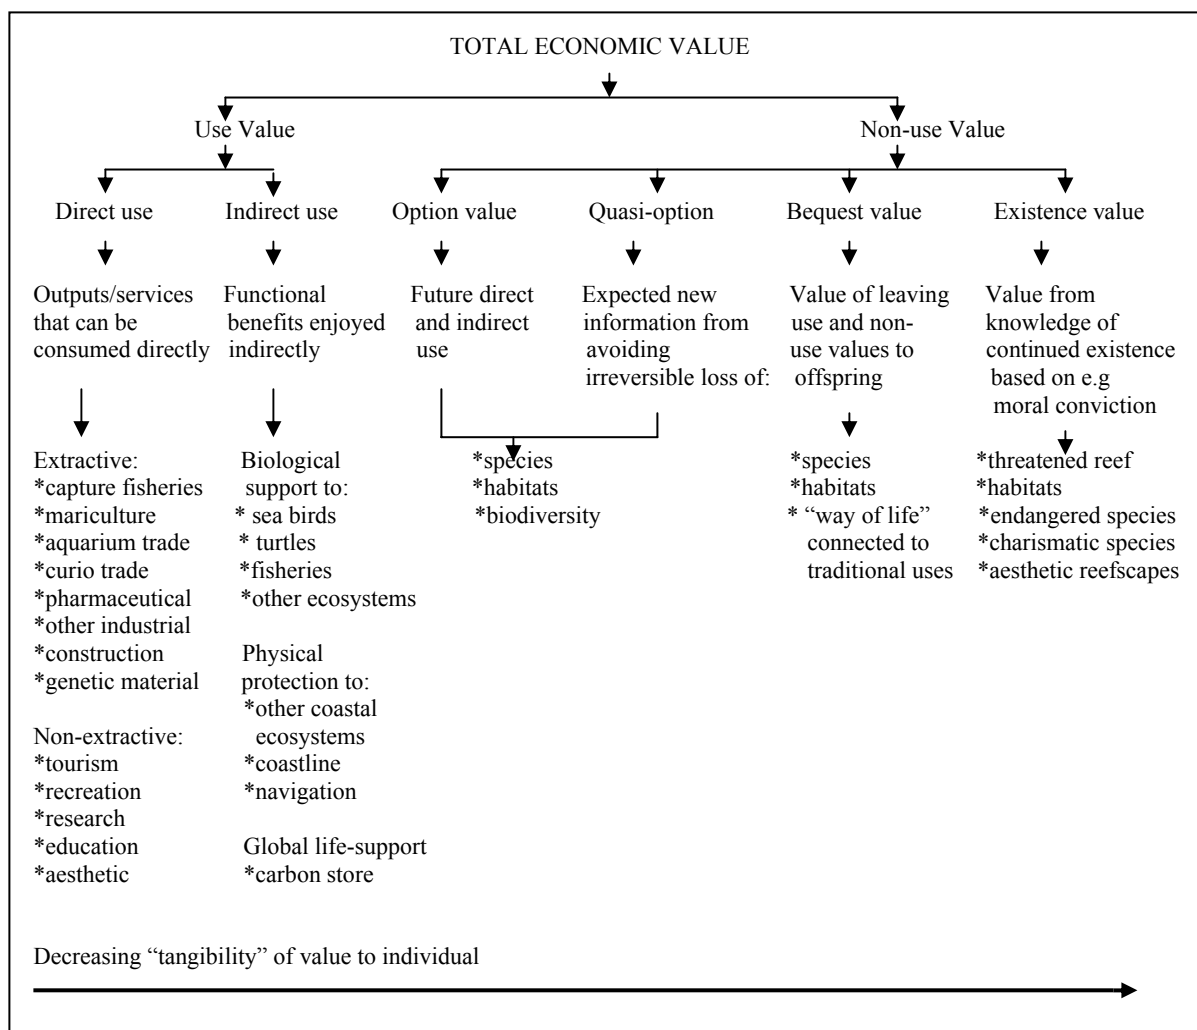 TOTAL ECONOMIC VALUE
Use Value
Non-use Value
Direct use
Indirect use
Option value
Quasi-option
Bequest value
Existence value
Outputs/services
that can be
consumed directly
Functional
benefits enjoyed
indirectly
Future direct
and indirect
use
Expected new
information from
avoiding
irreversible loss of:
Value of leaving
use and non-
use values to
offspring
Value from
knowledge of
continued existence
based on e.g
moral conviction
Extractive:
*capture fisheries
*mariculture
*aquarium trade
*curio trade
*pharmaceutical
*other industrial
*construction
*genetic material
Non-extractive:
*tourism
*recreation
*research
*education
*aesthetic
Biological
support to:
* sea birds
* turtles
*fisheries
*other ecosystems
Physical
protection to:
*other coastal
ecosystems
*coastline
*navigation
Global life-support
*carbon store
*species
*habitats
*biodiversity
*species
*habitats
* “way of life”
connected to
traditional uses
*threatened reef
*habitats
*endangered species
*charismatic species
*aesthetic reefscapes
Decreasing “tangibility” of value to individual